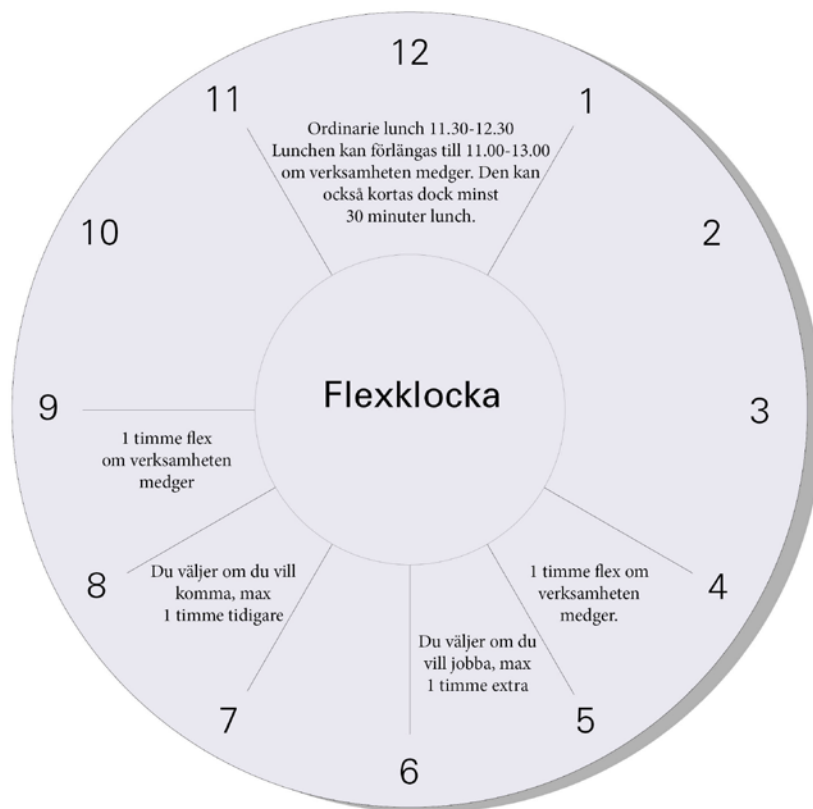 12
11
1
Ordinarie lunch 11.30-12.30
Lunchen kan förlängas till 11.00-13.00
om verksamheten medger. Den kan
också kortas dock minst
30 minuter lunch.
10
2
Flexklocka
9
3
1 timme flex
om verksamheten
medger
8
Du väljer om du vill
komma, max
1 timme tidigare
1 timme flex om
verksamheten
medger.
4
Du väljer om du
vill jobba, max
1 timme extra
7
5
6